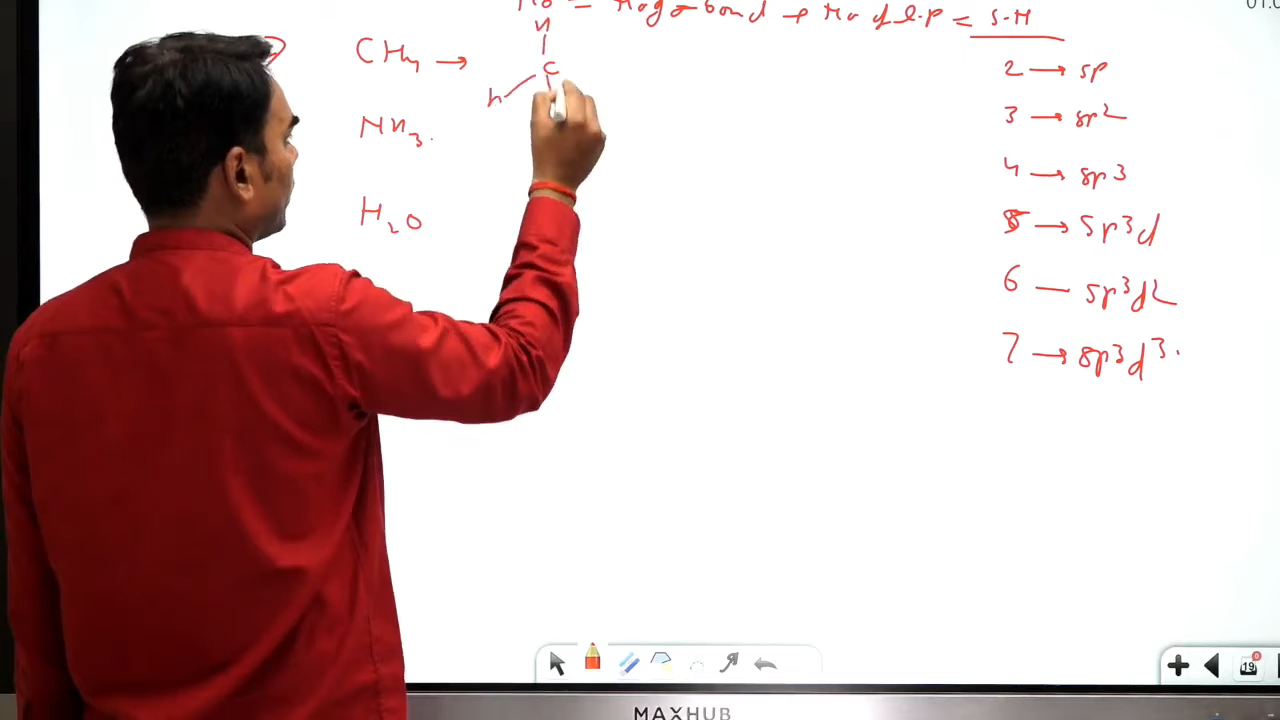 = No of σ bond + No of l.p = S.H
CH4 →
H
C
H
NH3.
H2O
2 → sp
3 → sp2
4 → sp3
5 → sp3d
6 — sp3d2
7 → sp3d3.
19
MAXHUB